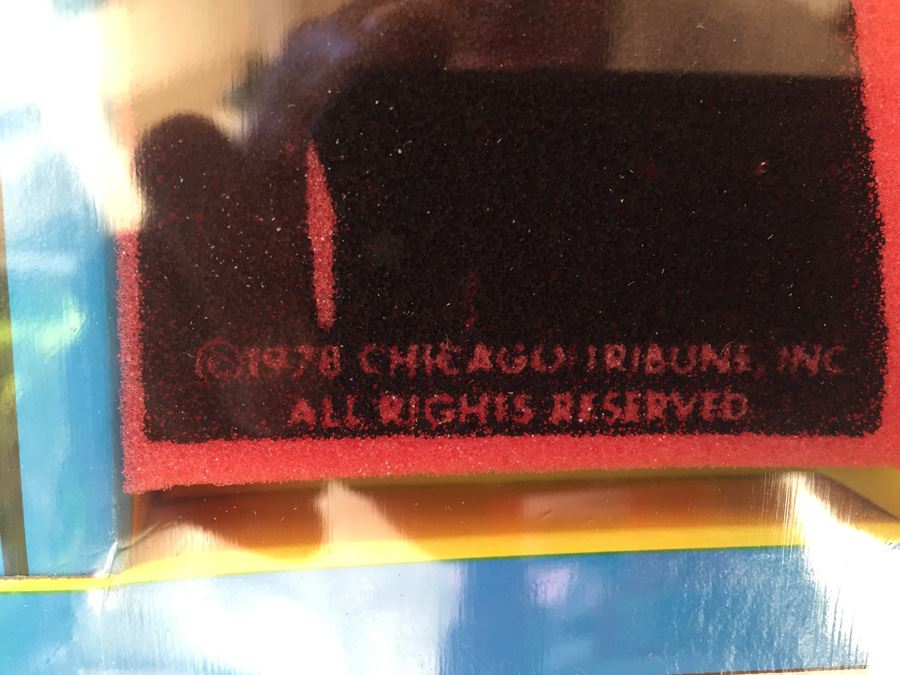 ©1978 CHICAGO TRIBUNE, INC
ALL RIGHTS RESERVED